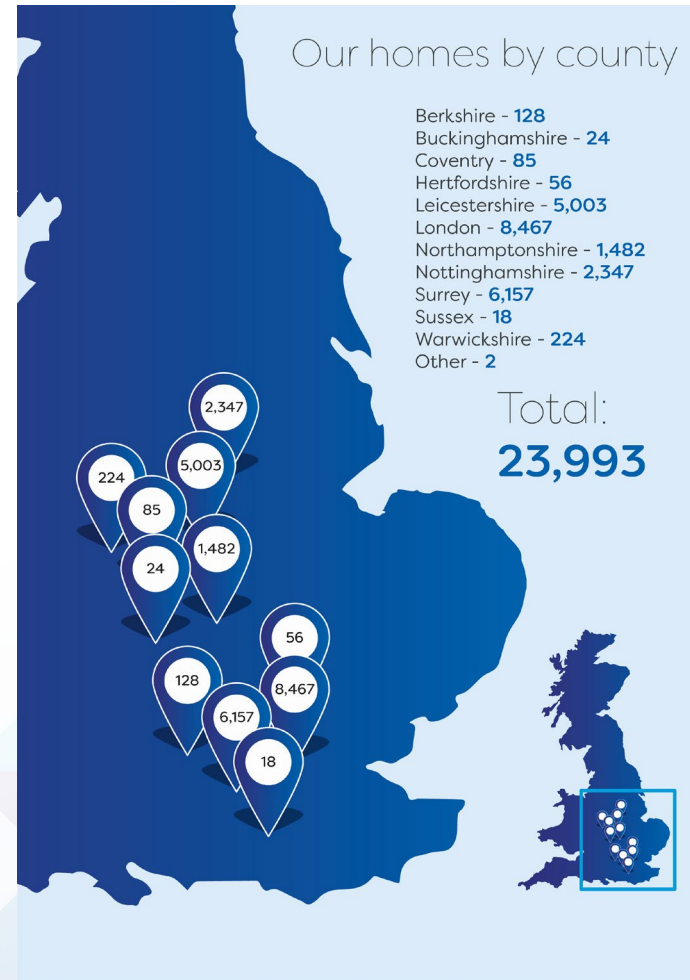 Our homes by county
Berkshire - 128
Buckinghamshire - 24
Coventry - 85
Hertfordshire - 56
Leicestershire - 5,003
London - 8,467
Northamptonshire - 1,482
Nottinghamshire - 2,347
Surrey - 6,157
Sussex - 18
Warwickshire - 224
Other - 2
Total:
23,993
2,347
5,003
224
85
1,482
24
56
128
8,467
6,157
18